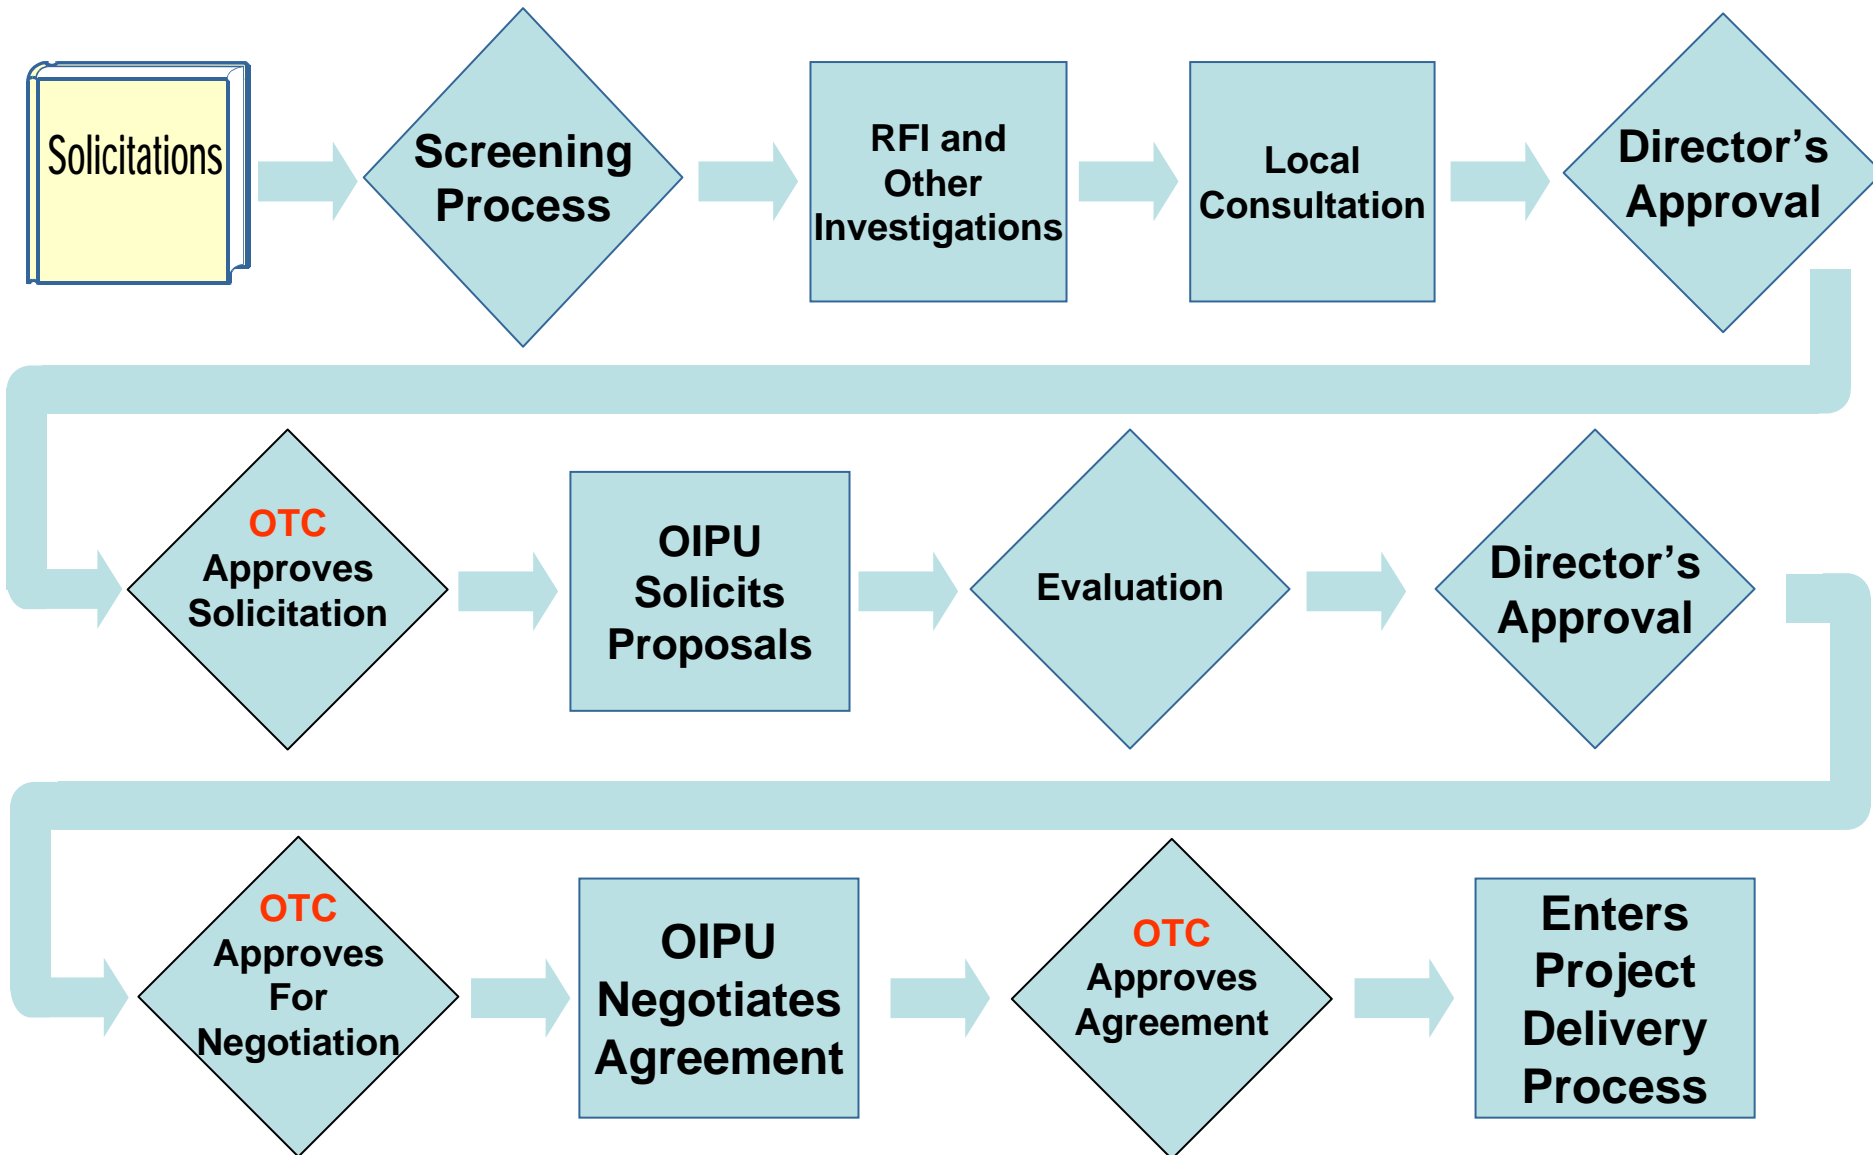 Solicitations
Screening
Process
RFI and
Other
Investigations
Local
Consultation
Director’s
Approval
OTC
Approves
Solicitation
OIPU
Solicits
Proposals
Evaluation
Director’s
Approval
OTC
Approves
For
Negotiation
OIPU
Negotiates
Agreement
OTC
Approves
Agreement
Enters
Project
Delivery
Process